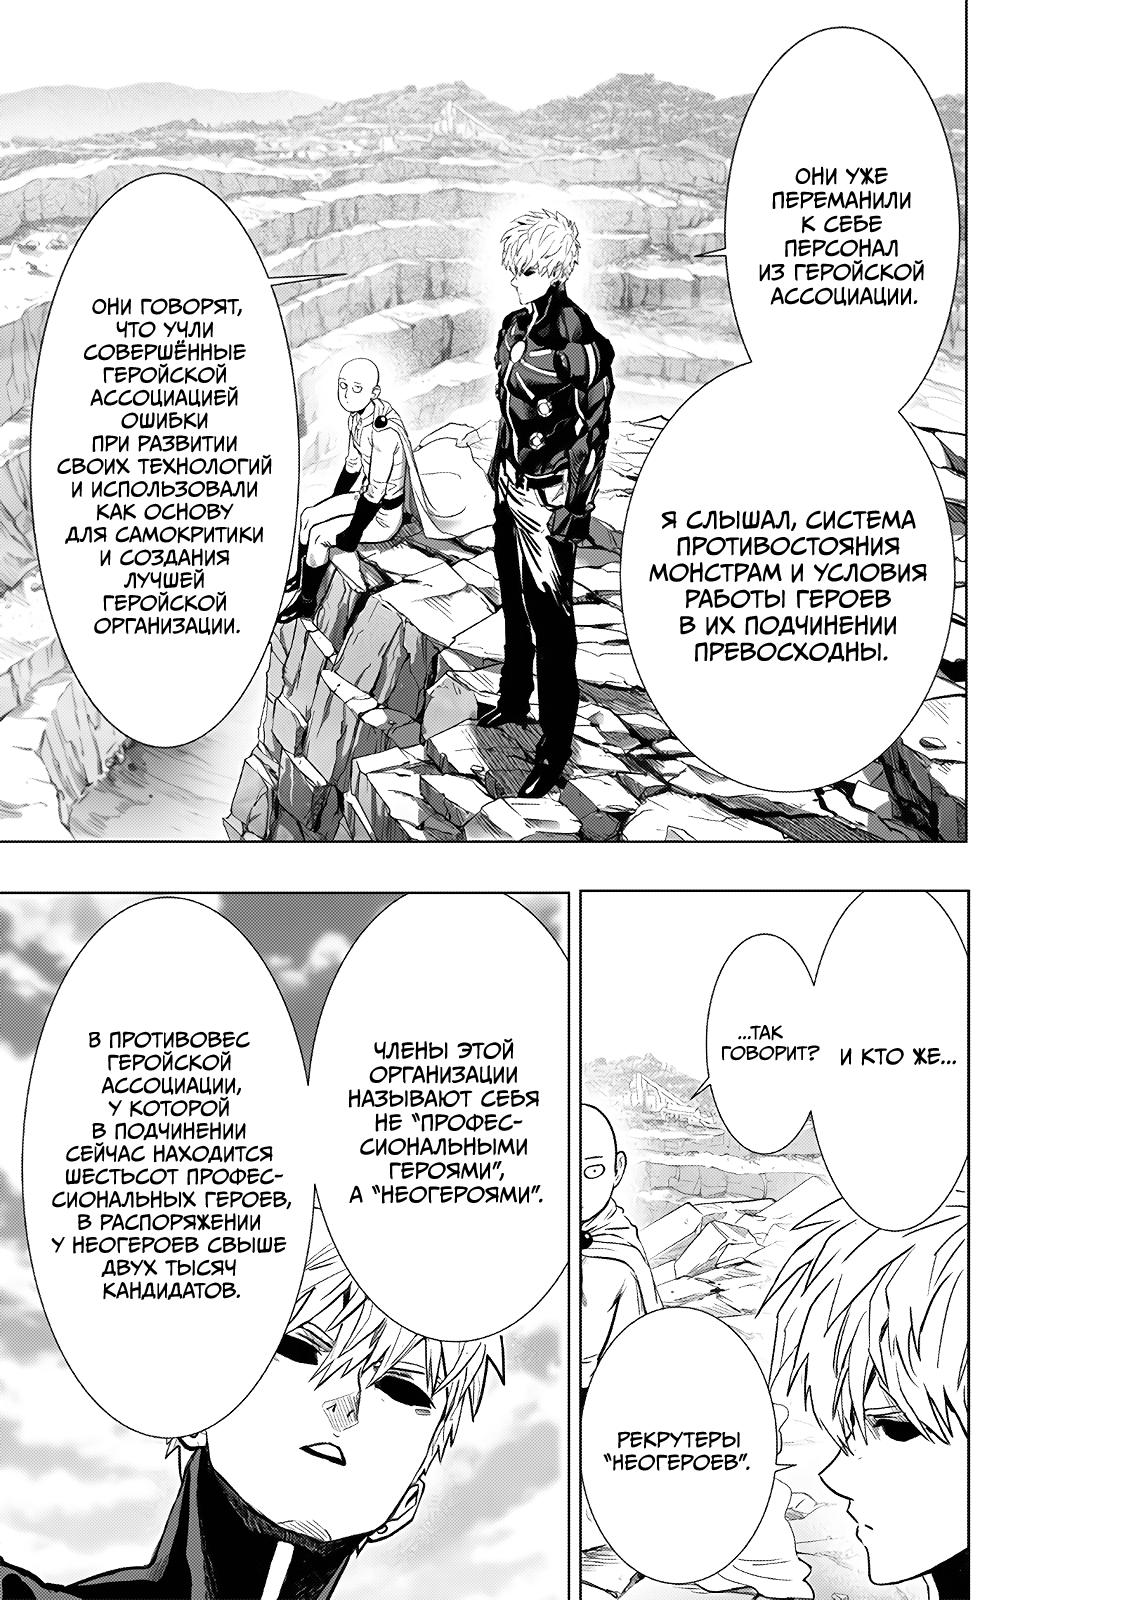 ОНИ УЖЕ
ПЕРЕМАНИЛИ
К СЕБЕ
ПЕРСОНАЛ
ИЗ ГЕРОЙСКОЙ
АССОЦИАЦИИ.
Я СЛЫШАЛ, СИСТЕМА
ПРОТИВОСТОЯНИЯ
МОНСТРАМ И УСЛОВИЯ
РАБОТЫ ГЕРОЕВ
В ИХ ПОДЧИНЕНИИ
ПРЕВОСХОДНЫ.
ОНИ ГОВОРЯТ,
ЧТО УЧЛИ
СОВЕРШЁННЫЕ
ГЕРОЙСКОЙ
АССОЦИАЦИЕЙ
ОШИБКИ
ПРИ РАЗВИТИИ
СВОИХ ТЕХНОЛОГИЙ
И ИСПОЛЬЗОВАЛИ
КАК ОСНОВУ
ДЛЯ САМОКРИТИКИ
И СОЗДАНИЯ
ЛУЧШЕЙ
ГЕРОЙСКОЙ
ОРГАНИЗАЦИИ.
И КТО ЖЕ...
...ТАК
ГОВОРИТ?
РЕКРУТЕРЫ
"НЕОГЕРОЕВ".
ЧЛЕНЫ ЭТОЙ
ОРГАНИЗАЦИИ
НАЗЫВАЮТ СЕБЯ
НЕ "ПРОФЕС-
СИОНАЛЬНЫМИ
ГЕРОЯМИ",
А "НЕОГЕРОЯМИ".
В ПРОТИВОВЕС
ГЕРОЙСКОЙ
АССОЦИАЦИИ,
У КОТОРОЙ
В ПОДЧИНЕНИИ
СЕЙЧАС НАХОДИТСЯ
ШЕСТЬСОТ ПРОФЕС-
СИОНАЛЬНЫХ ГЕРОЕВ,
В РАСПОРЯЖЕНИИ
У НЕОГЕРОЕВ СВЫШЕ
ДВУХ ТЫСЯЧ
КАНДИДАТОВ.